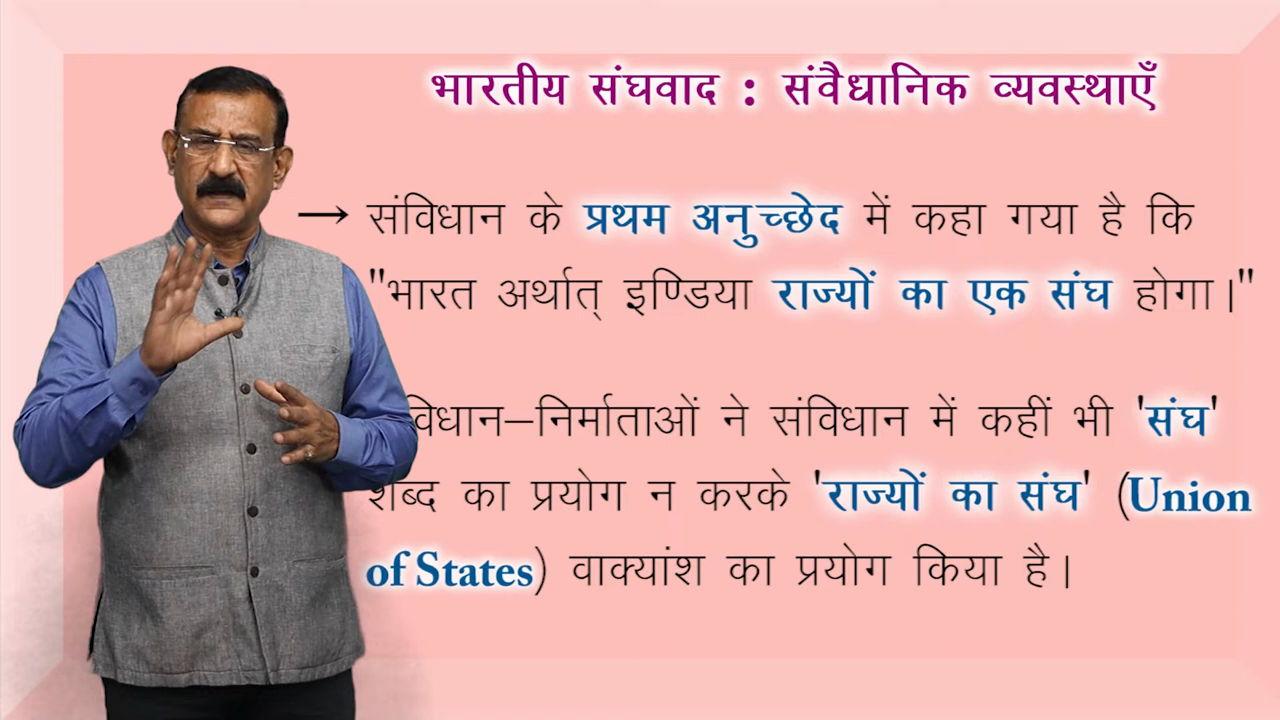 भारतीय संघवाद : संवैधानिक व्यवस्थाएँ
→ संविधान के प्रथम अनुच्छेद में कहा गया है कि
"भारत अर्थात् इण्डिया राज्यों का एक संघ होगा।"
विधान–निर्माताओं ने संविधान में कहीं भी 'संघ'
शब्द का प्रयोग न करके 'राज्यों का संघ' (Union
of States) वाक्यांश का प्रयोग किया है।